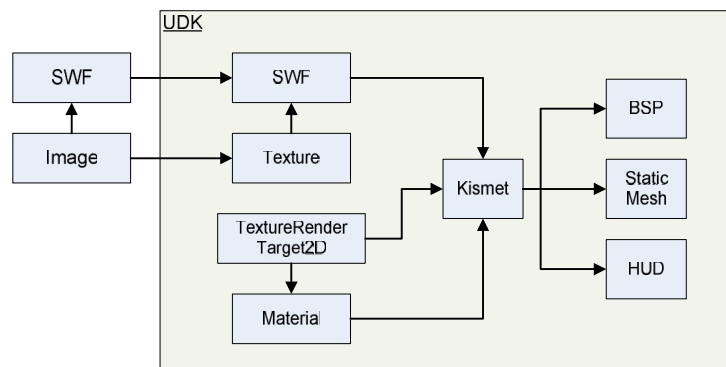 UDK
SWF
SWF
BSP
Image
Texture
Kismet
Static
Mesh
TextureRender
Target2D
HUD
Material